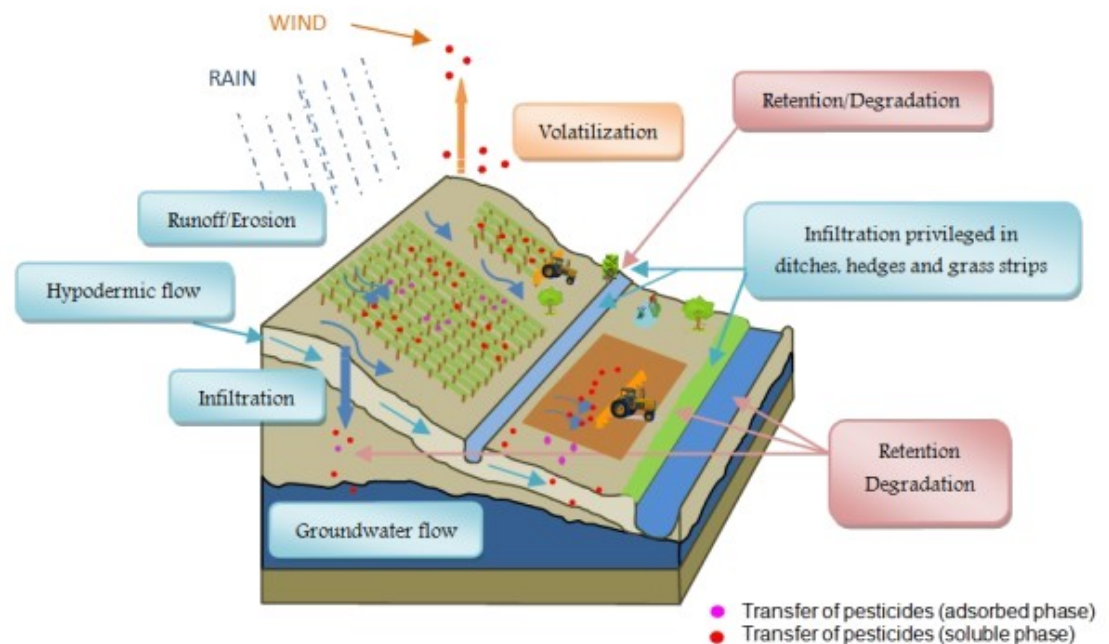 WIND
RAIN
Retention/Degradation
Volatilization
Runoff/Erosion
Infiltration privileged in
ditches, hedges and grass strips
Hypodermic flow
Infiltration
Retention
Degradation
Groundwater flow
Transfer of pesticides (adsorbed phase)
Transfer of pesticides (soluble phase)